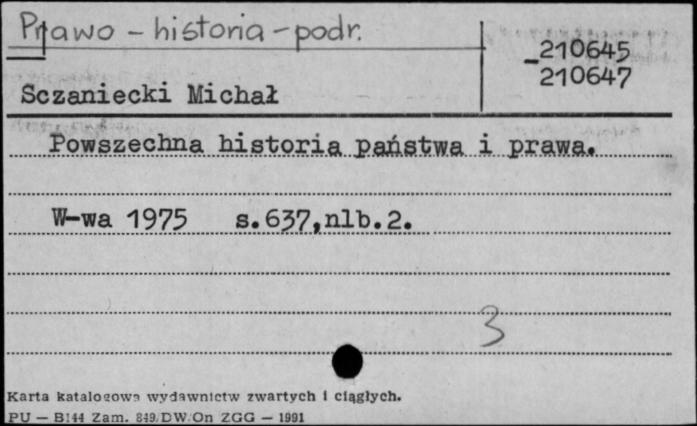 Prawo - historia - podr.
210645
210647
Sczaniecki Michał
Powszechna historia państwa i prawa.
W-wa 1975 s.637,nlb.2.
3
Karta katalogowa wydawnictw zwartych i ciągłych.
PU — B144 Zam. 849/DW/On ZGG — 1991